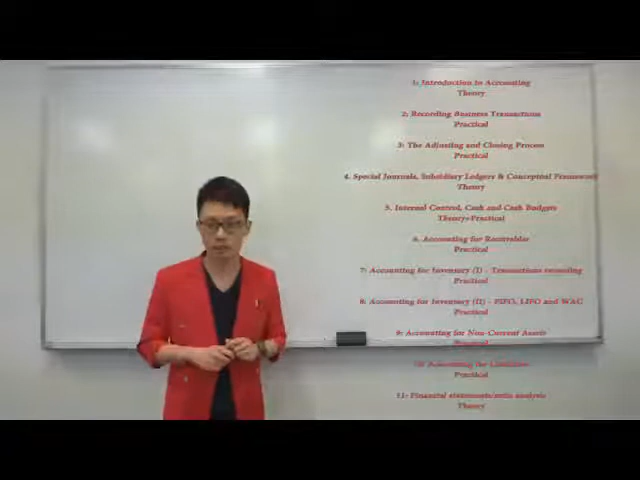 1: Introduction to Accounting
Theory
2: Recording Business Transactions
Practical
3: The Adjusting and Closing Process
Practical
4. Special Journals, Subsidiary Ledgers & Conceptual Framework
Theory
5. Internal Control, Cash and Cash Budgets
Theory+Practical
6. Accounting for Receivables
Practical
7: Accounting for Inventory (I) - Transactions recording
Practical
8: Accounting for Inventory (II) - FIFO, LIFO and WAC
Practical
9: Accounting for Non-Current Assets
Practical
10: Accounting for Liabilities
Practical
11: Financial statements/ratio analysis
Theory